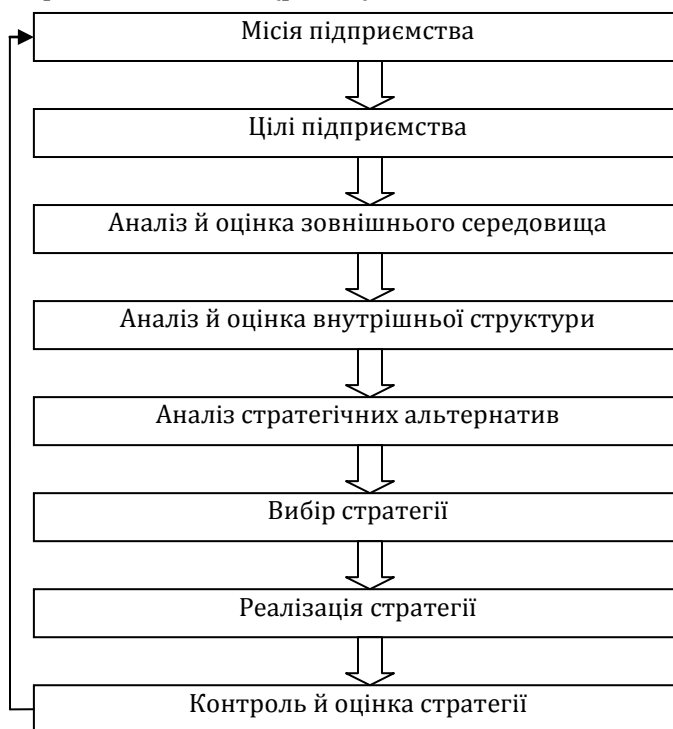 Місія підприємства
Цілі підприємства
Аналіз й оцінка зовнішнього середовища
Аналіз й оцінка внутрішньої структури
Аналіз стратегічних альтернатив
Вибір стратегії
Реалізація стратегії
Контроль й оцінка стратегії